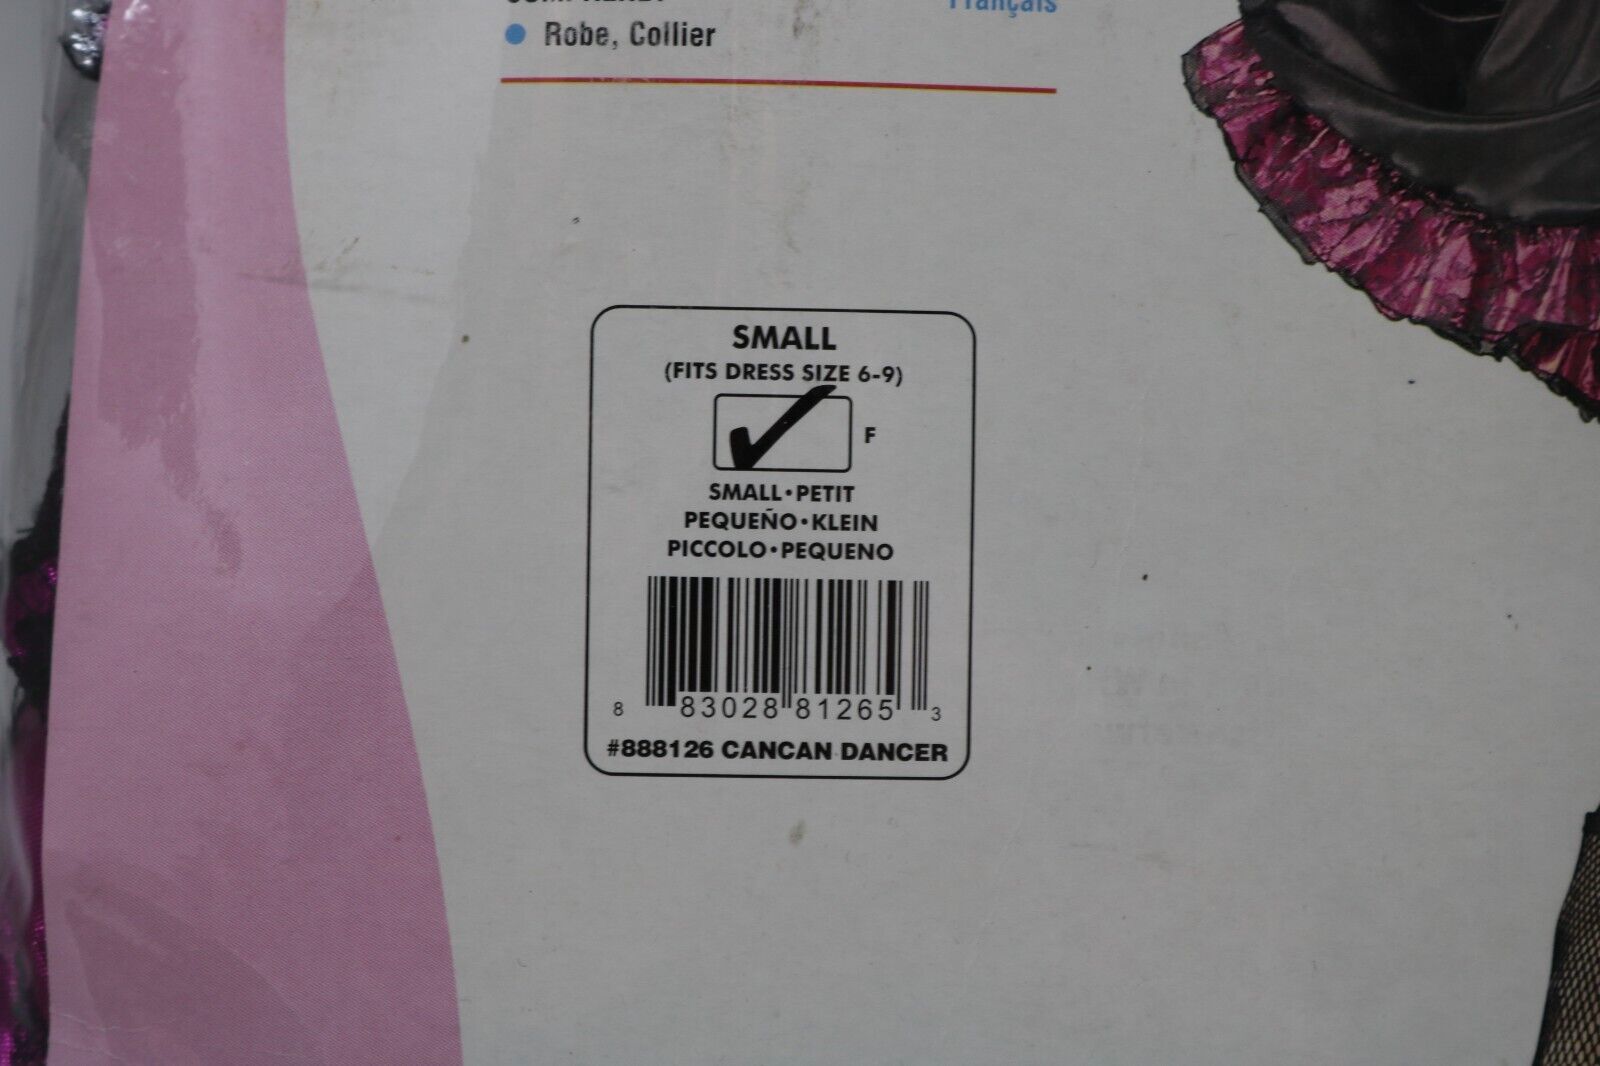 Français
Robe, Collier
SMALL
(FITS DRESS SIZE 6-9)
F
SMALL•PETIT
PEQUEÑO•KLEIN
PICCOLO•PEQUENO
8 83028 81265 3
#888126 CANCAN DANCER